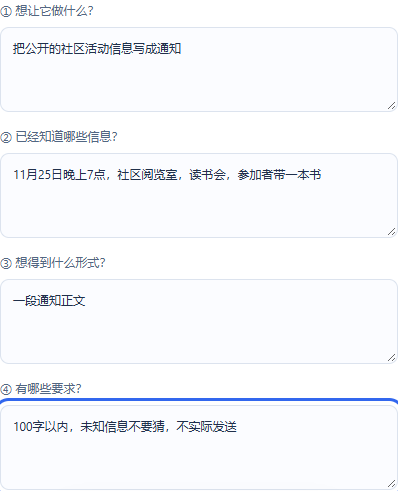 ① 想让它做什么?
把公开的社区活动信息写成通知
② 已经知道哪些信息?
11月25日晚上7点，社区阅览室，读书会，参加者带一本书
③ 想得到什么形式?
一段通知正文
④ 有哪些要求?
100字以内，未知信息不要猜，不实际发送